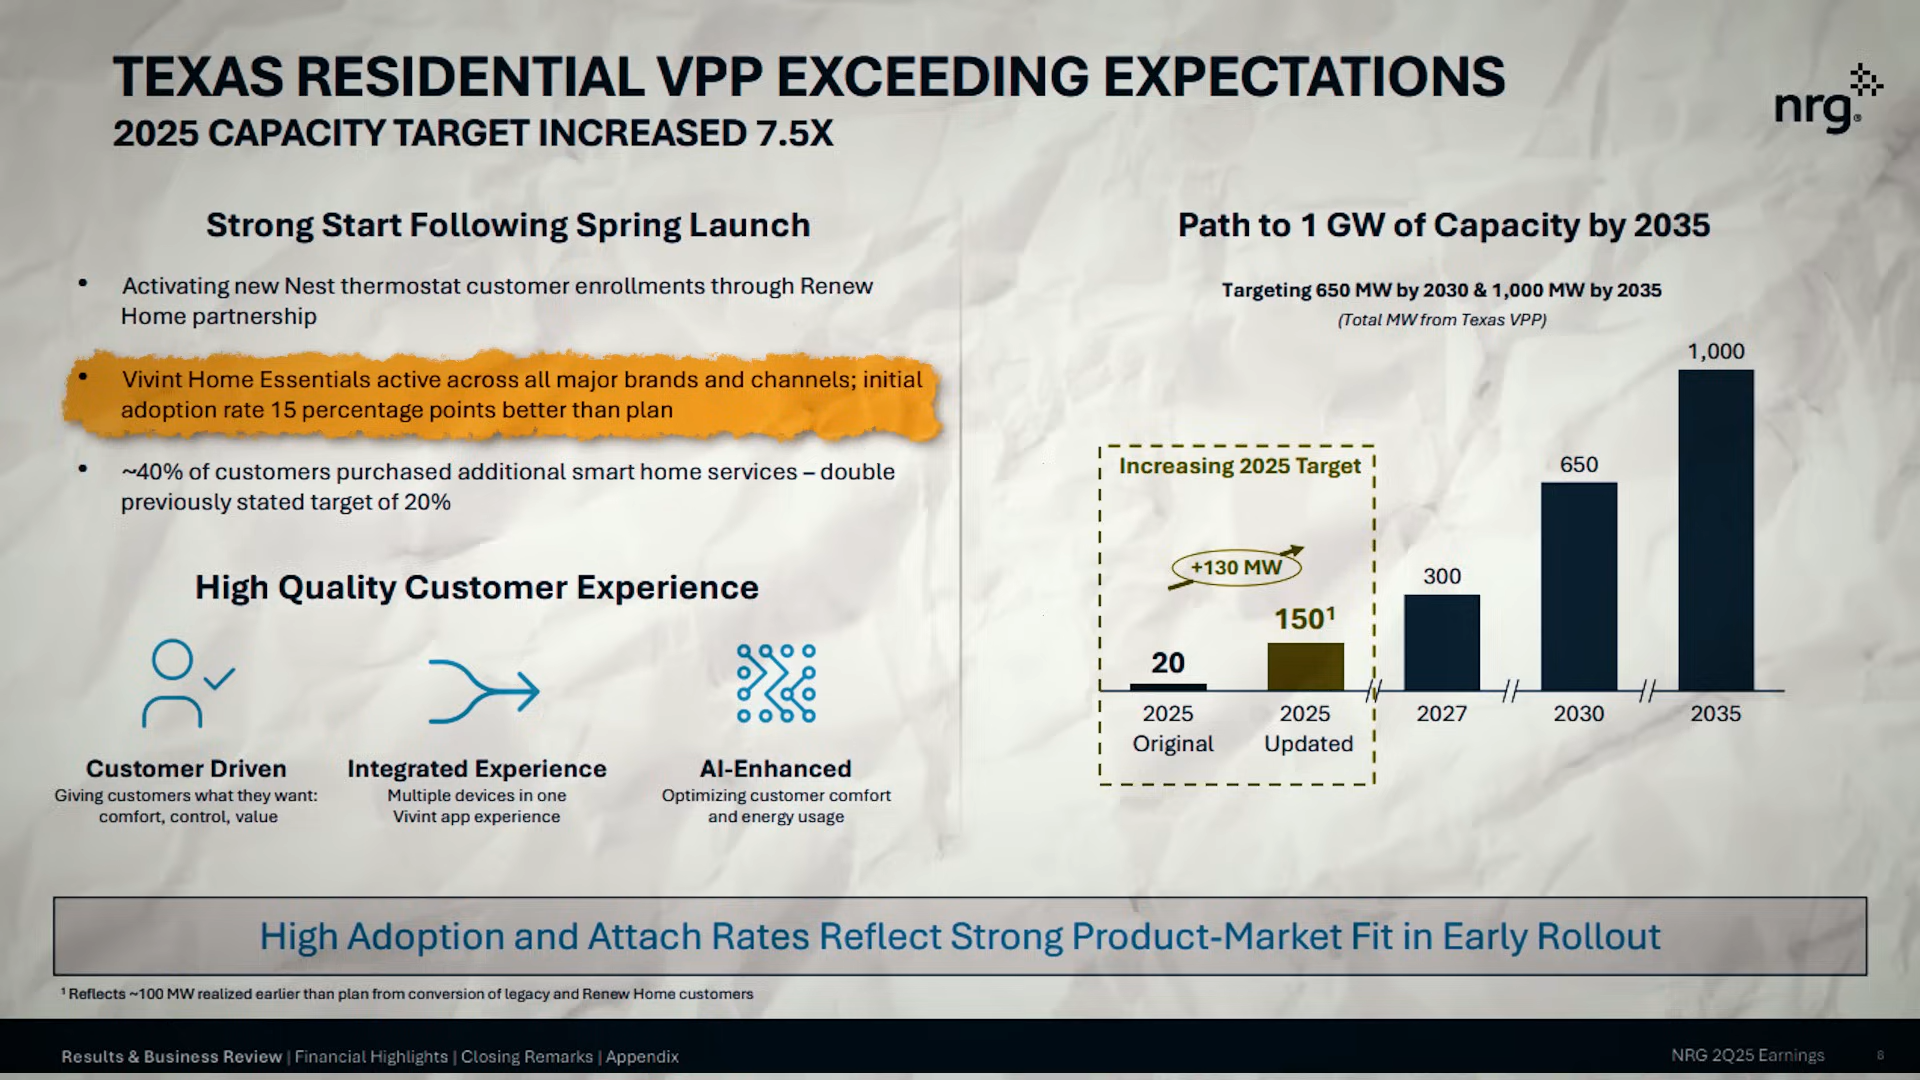 TEXAS RESIDENTIAL VPP EXCEEDING EXPECTATIONS
2025 CAPACITY TARGET INCREASED 7.5X
nrg®
Strong Start Following Spring Launch
• Activating new Nest thermostat customer enrollments through Renew
Home partnership
• Vivint Home Essentials active across all major brands and channels; initial
adoption rate 15 percentage points better than plan
• ~40% of customers purchased additional smart home services – double
previously stated target of 20%
High Quality Customer Experience
Customer Driven
Giving customers what they want:
comfort, control, value
Integrated Experience
Multiple devices in one
Vivint app experience
AI-Enhanced
Optimizing customer comfort
and energy usage
Path to 1 GW of Capacity by 2035
Targeting 650 MW by 2030 & 1,000 MW by 2035
(Total MW from Texas VPP)
Increasing 2025 Target
+130 MW
20
150¹
300
650
1,000
2025
Original
2025
Updated
2027
2030
2035
High Adoption and Attach Rates Reflect Strong Product-Market Fit in Early Rollout
¹ Reflects ~100 MW realized earlier than plan from conversion of legacy and Renew Home customers
Results & Business Review | Financial Highlights | Closing Remarks | Appendix
NRG 2Q25 Earnings